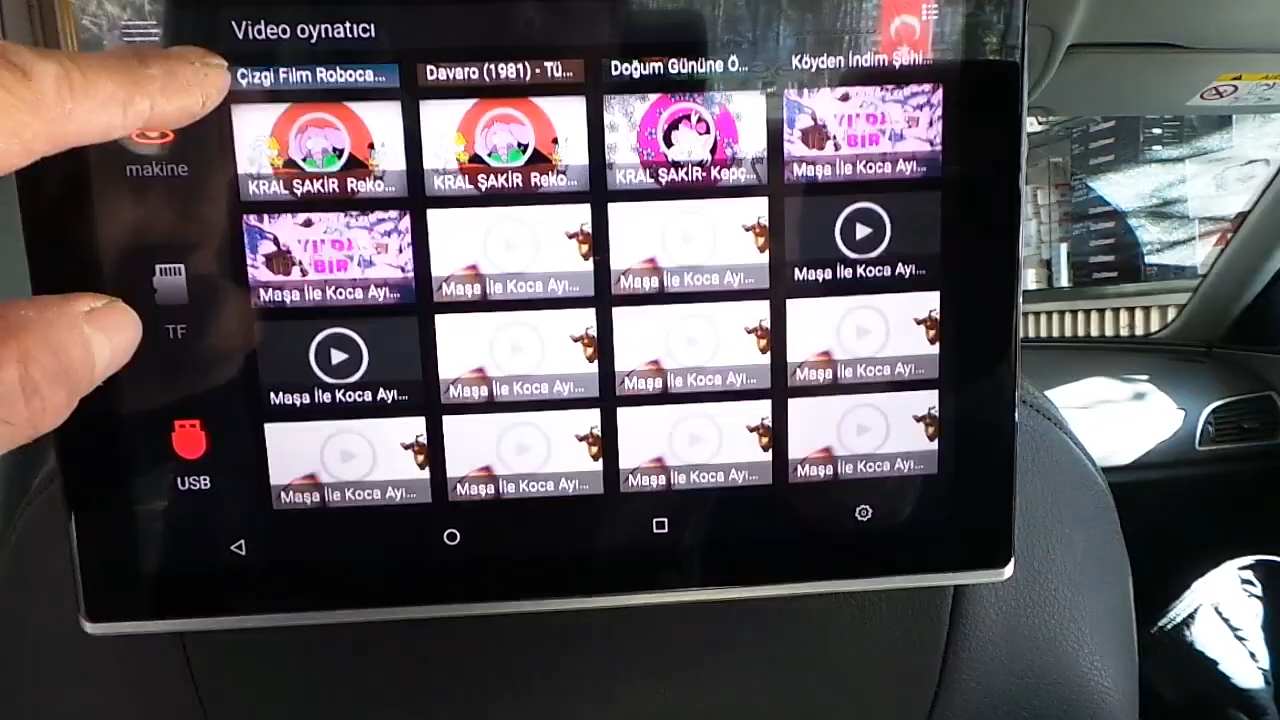 Video oynatıcı
Çizgi Film Roboca...
Davaro (1981) - Tü...
Doğum Gününe Ö...
Köyden İndim Şehi...
makine
KRAL ŞAKİR Reko...
KRAL ŞAKİR Reko...
KRAL ŞAKİR- Kepç...
Maşa İle Koca Ayı...
BİR
Maşa İle Koca Ayı...
Maşa İle Koca Ayı...
Maşa İle Koca Ayı...
Maşa İle Koca Ayı...
BİR
TF
Maşa İle Koca Ayı...
Maşa İle Koca Ayı...
Maşa İle Koca Ayı...
Maşa İle Koca Ayı...
USB
Maşa İle Koca Ayı...
Maşa İle Koca Ayı...
Maşa İle Koca Ayı...
Maşa İle Koca Ayı...